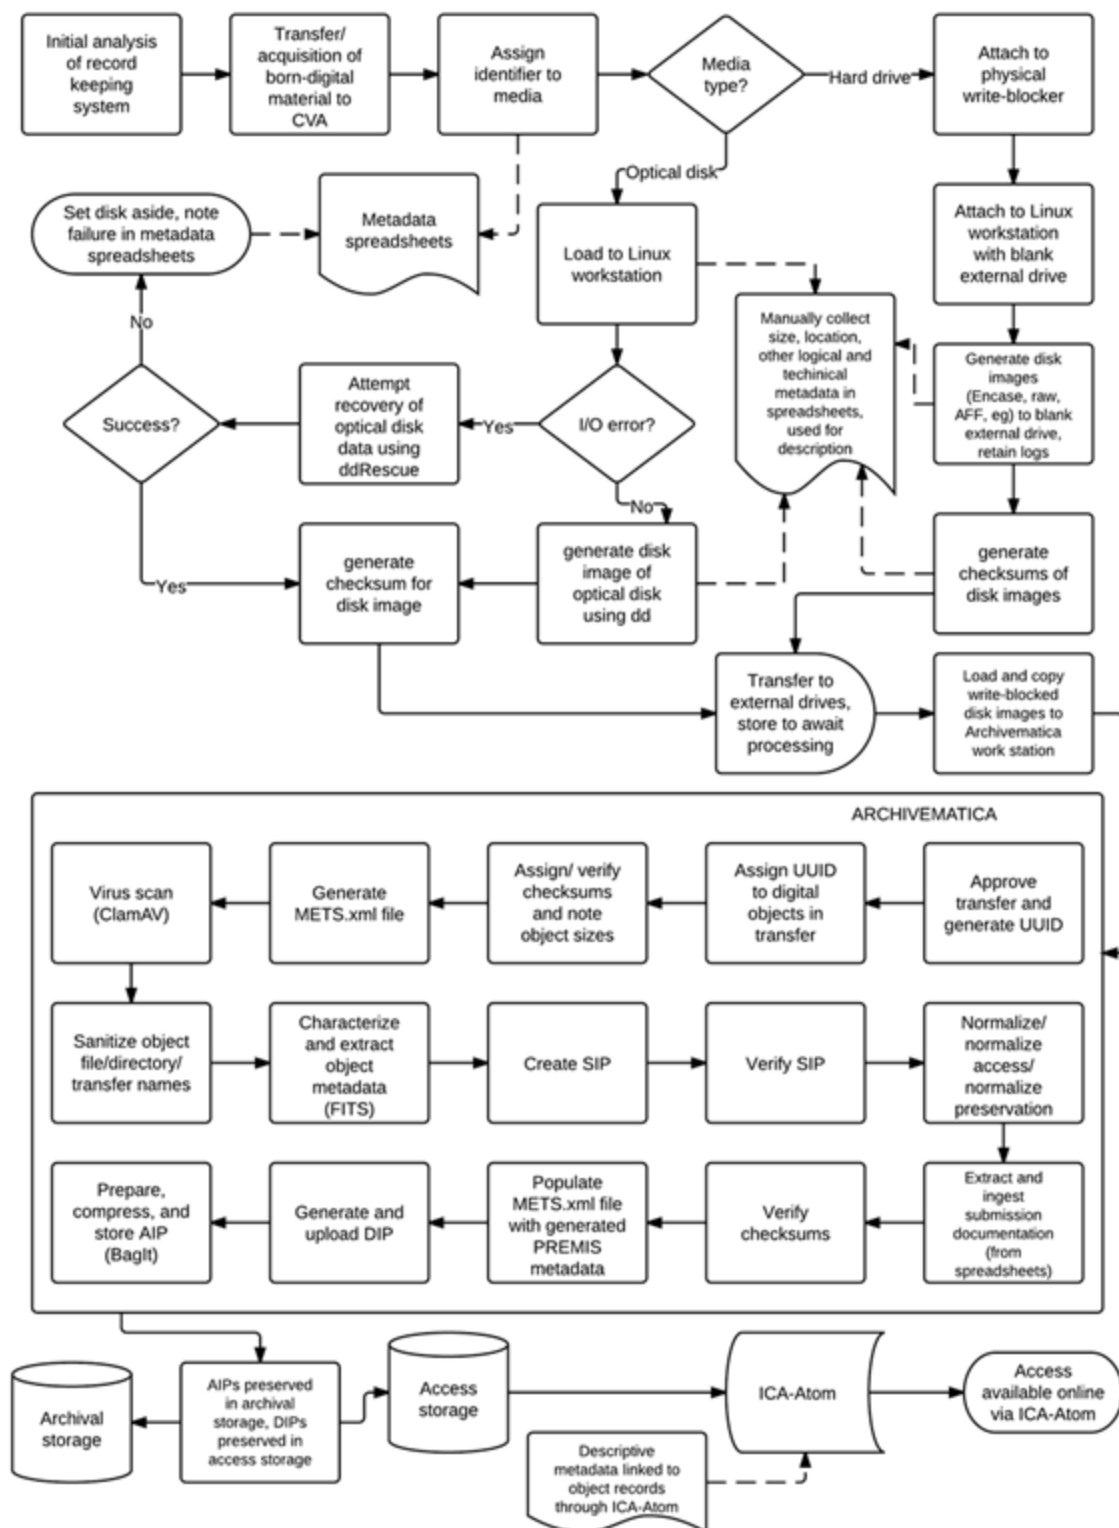 Initial analysis
of record
keeping
system
Transfer/
acquisition of
born-digital
material to
CVA
Assign
identifier to
media
Media
type?
Hard drive
Attach to
physical
write-blocker
Optical disk
Set disk aside, note
failure in metadata
spreadsheets
Metadata
spreadsheets
Load to Linux
workstation
Attach to Linux
workstation
with blank
external drive
No
Manually collect
size, location,
other logical and
techinical
metadata in
spreadsheets,
used for
description
Generate disk
images
(Encase, raw,
AFF, eg) to blank
external drive,
retain logs
Success?
Attempt
recovery of
optical disk
data using
ddRescue
Yes
I/O error?
No
Yes
generate
checksum for
disk image
generate disk
image of
optical disk
using dd
generate
checksums of
disk images
Transfer to
external drives,
store to await
processing
Load and copy
write-blocked
disk images to
Archivematica
work station
ARCHIVEMATICA
Virus scan
(ClamAV)
Generate
METS.xml file
Assign/ verify
checksums
and note
object sizes
Assign UUID
to digital
objects in
transfer
Approve
transfer and
generate UUID
Sanitize object
file/directory/
transfer names
Characterize
and extract
object
metadata
(FITS)
Create SIP
Verify SIP
Normalize/
normalize
access/
normalize
preservation
Prepare,
compress, and
store AIP
(BagIt)
Generate and
upload DIP
Populate
METS.xml file
with generated
PREMIS
metadata
Verify
checksums
Extract and
ingest
submission
documentation
(from
spreadsheets)
Archival
storage
AIPs preserved
in archival
storage, DIPs
preserved in
access storage
Access
storage
ICA-Atom
Access
available online
via ICA-Atom
Descriptive
metadata linked to
object records
through ICA-Atom